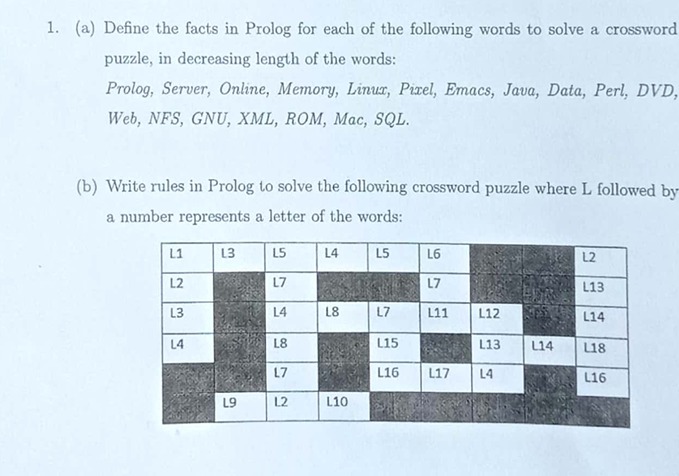 1. (a) Define the facts in Prolog for each of the following words to solve a crossword
puzzle, in decreasing length of the words:
Prolog, Server, Online, Memory, Linux, Pixel, Emacs, Java, Data, Perl, DVD,
Web, NFS, GNU, XML, ROM, Mac, SQL.
(b) Write rules in Prolog to solve the following crossword puzzle where L followed by
a number represents a letter of the words:
L1 L3 L5 L4 L5 L6 L2
L2 L7 L7 L13
L3 L4 L8 L7 L11 L12 L14
L4 L8 L15 L13 L14 L18
L7 L16 L17 L4 L16
L9 L2 L10